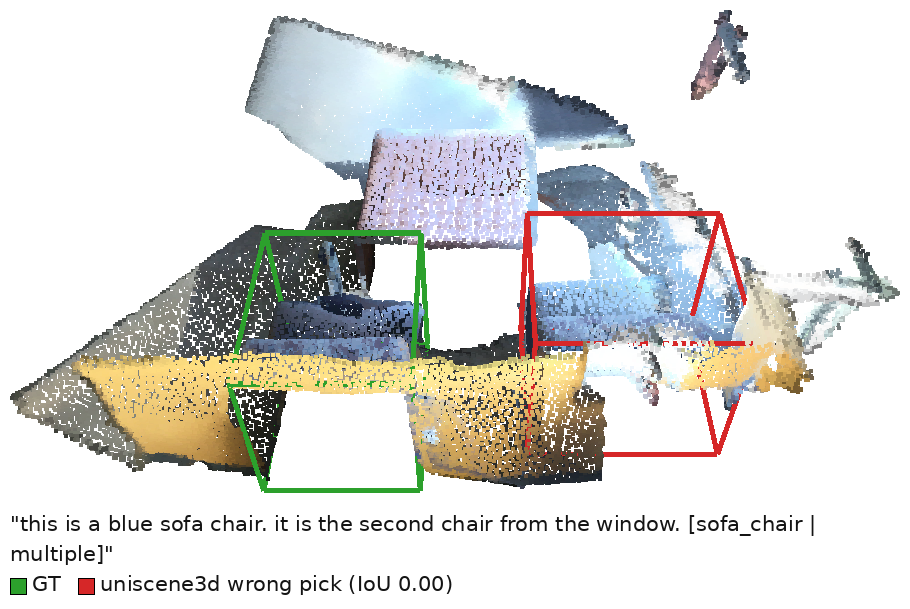 "this is a blue sofa chair. it is the second chair from the window. [sofa_chair |
multiple]"
GT uniscene3d wrong pick (IoU 0.00)